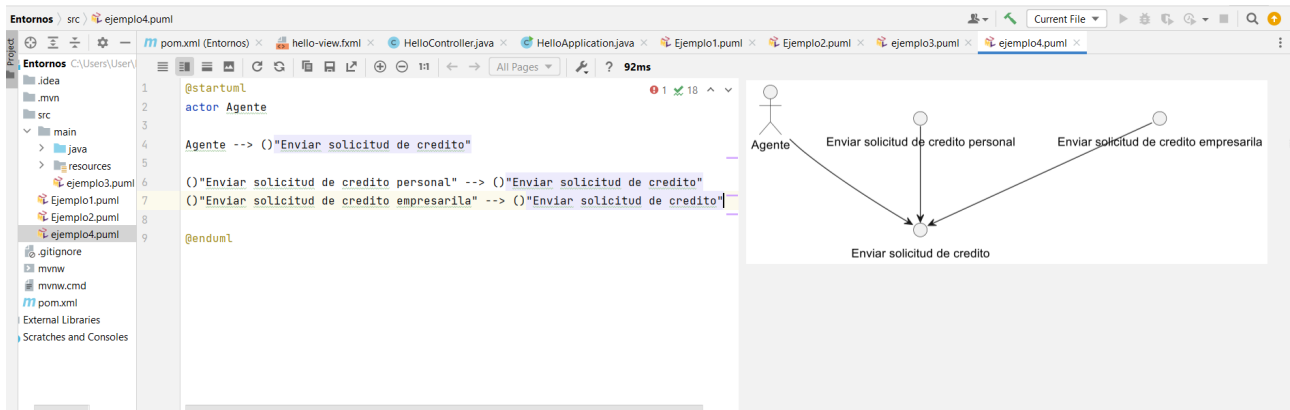 Entornos 〉 src 〉 ejemplo4.puml
Current File
Project
pom.xml (Entornos) × hello-view.fxml × HelloController.java × HelloApplication.java × Ejemplo1.puml × Ejemplo2.puml × ejemplo3.puml × ejemplo4.puml ×
Entornos C:\Users\User\
.idea
.mvn
src
main
java
resources
ejemplo3.puml
Ejemplo1.puml
Ejemplo2.puml
ejemplo4.puml
.gitignore
mvnw
mvnw.cmd
pom.xml
External Libraries
Scratches and Consoles
1:1 All Pages ? 92ms
1 18
1 @startuml
2 actor Agente
3
4 Agente --> ()"Enviar solicitud de credito"
5
6 ()"Enviar solicitud de credito personal" --> ()"Enviar solicitud de credito"
7 ()"Enviar solicitud de credito empresarila" --> ()"Enviar solicitud de credito"
8
9 @enduml
Agente
Enviar solicitud de credito personal
Enviar solicitud de credito empresarila
Enviar solicitud de credito